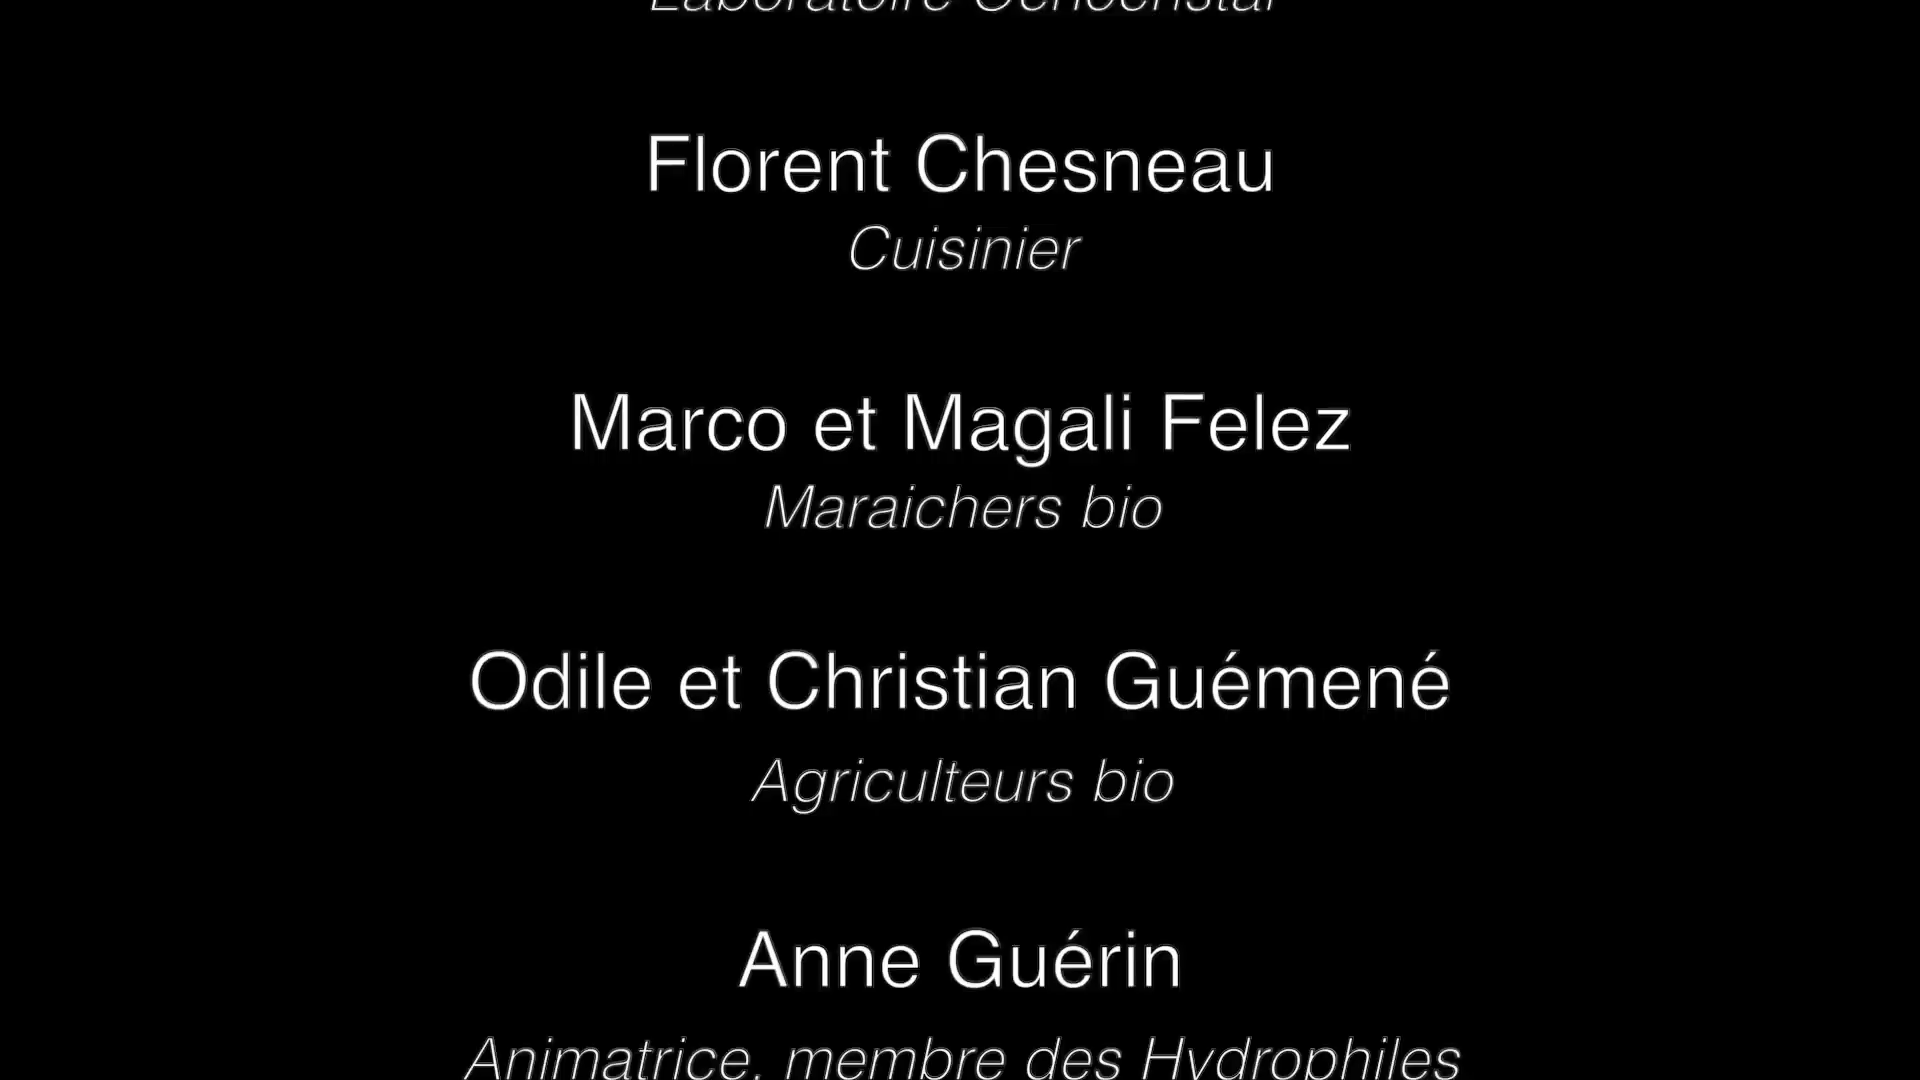 Laboratoire
Florent Chesneau
Cuisinier
Marco et Magali Felez
Maraichers bio
Odile et Christian Guémené
Agriculteurs bio
Anne Guérin
Animatrice, membre des Hydrophiles